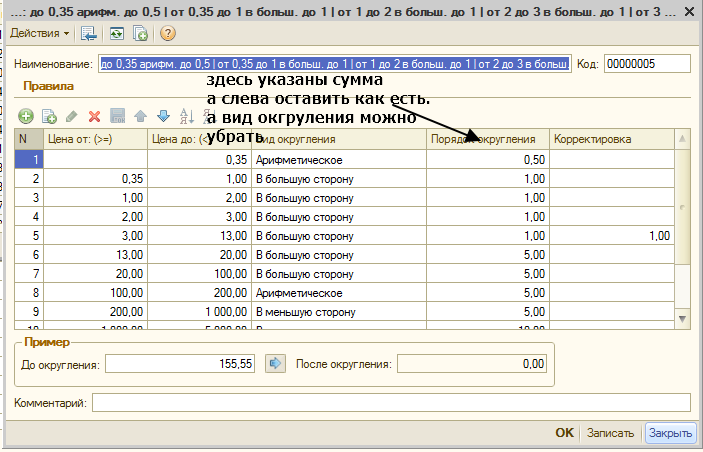 ...: до 0,35 арифм. до 0,5 | от 0,35 до 1 в больш. до 1 | от 1 до 2 в больш. до 1 | от 2 до 3 в больш. до 1 | от 3 ...
Действия
Наименование: до 0,35 арифм. до 0,5 | от 0,35 до 1 в больш. до 1 | от 1 до 2 в больш. до 1 | от 2 до 3 в больш Код: 00000005
здесь указаны сумма
Правила
а слева оставить как есть.
а вид окгруления можно
убрать
N Цена от: (>=) Цена до: (<) Вид округления Порядок округления Корректировка
1 0,35 Арифметическое 0,50
2 0,35 1,00 В большую сторону 1,00
3 1,00 2,00 В большую сторону 1,00
4 2,00 3,00 В большую сторону 1,00
5 3,00 13,00 В большую сторону 1,00 1,00
6 13,00 20,00 В большую сторону 5,00
7 20,00 100,00 В большую сторону 5,00
8 100,00 200,00 Арифметическое 5,00
9 200,00 1 000,00 В меньшую сторону 5,00
Пример
До округления: 155,55 После округления: 0,00
Комментарий:
OK Записать Закрыть